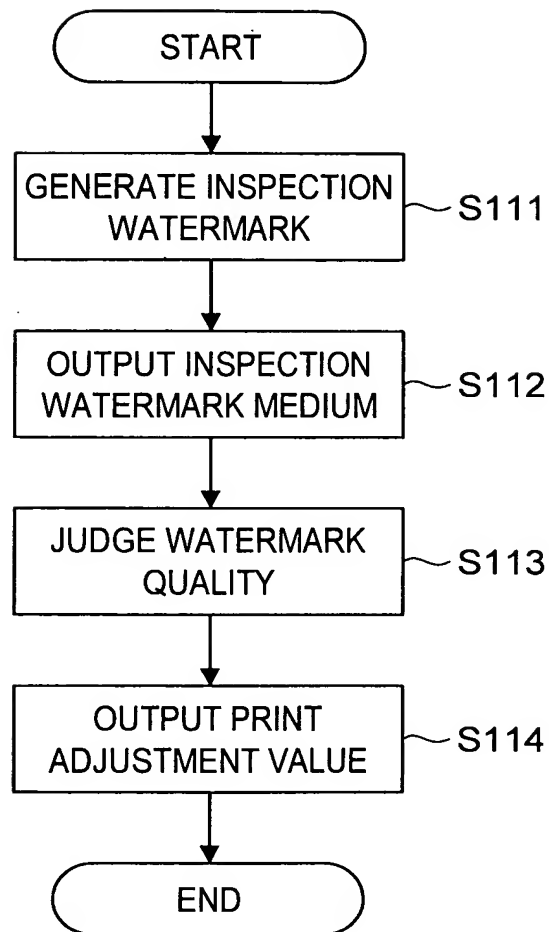 START
GENERATE INSPECTION
WATERMARK
S111
OUTPUT INSPECTION
WATERMARK MEDIUM
S112
JUDGE WATERMARK
QUALITY
S113
OUTPUT PRINT
ADJUSTMENT VALUE
S114
END